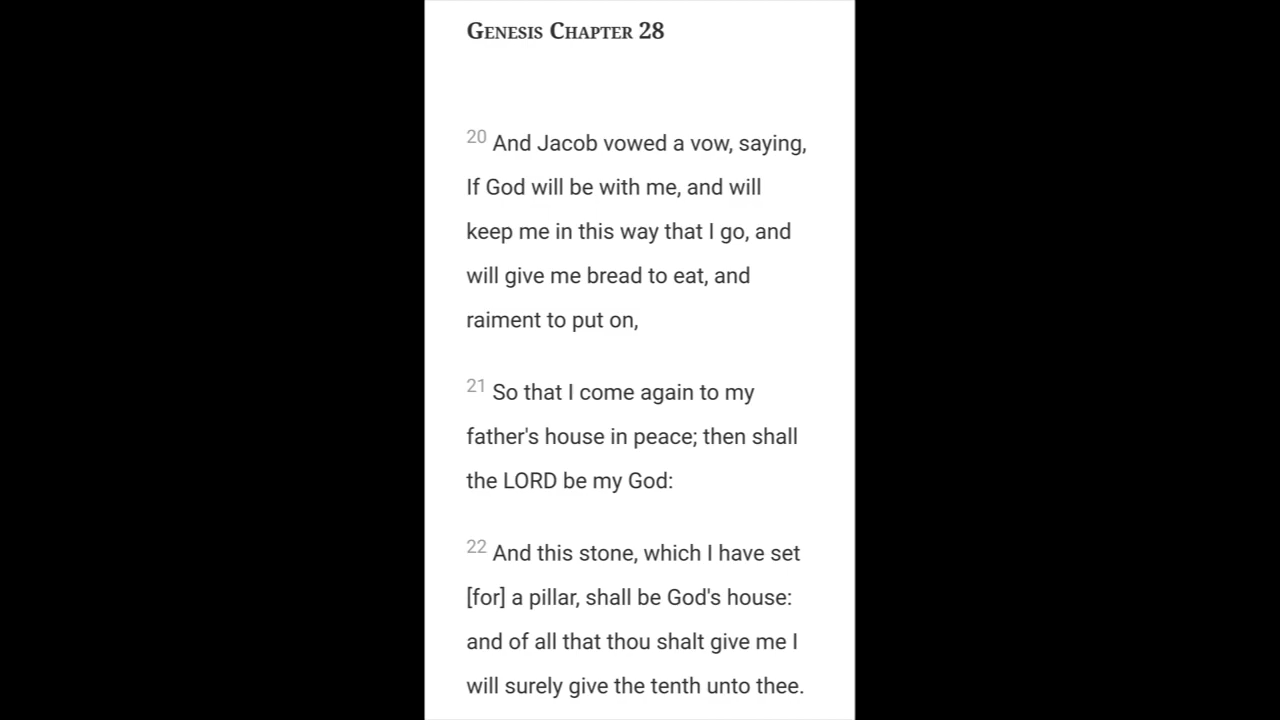 Genesis Chapter 28
20 And Jacob vowed a vow, saying,
If God will be with me, and will
keep me in this way that I go, and
will give me bread to eat, and
raiment to put on,
21 So that I come again to my
father's house in peace; then shall
the LORD be my God:
22 And this stone, which I have set
[for] a pillar, shall be God's house:
and of all that thou shalt give me I
will surely give the tenth unto thee.